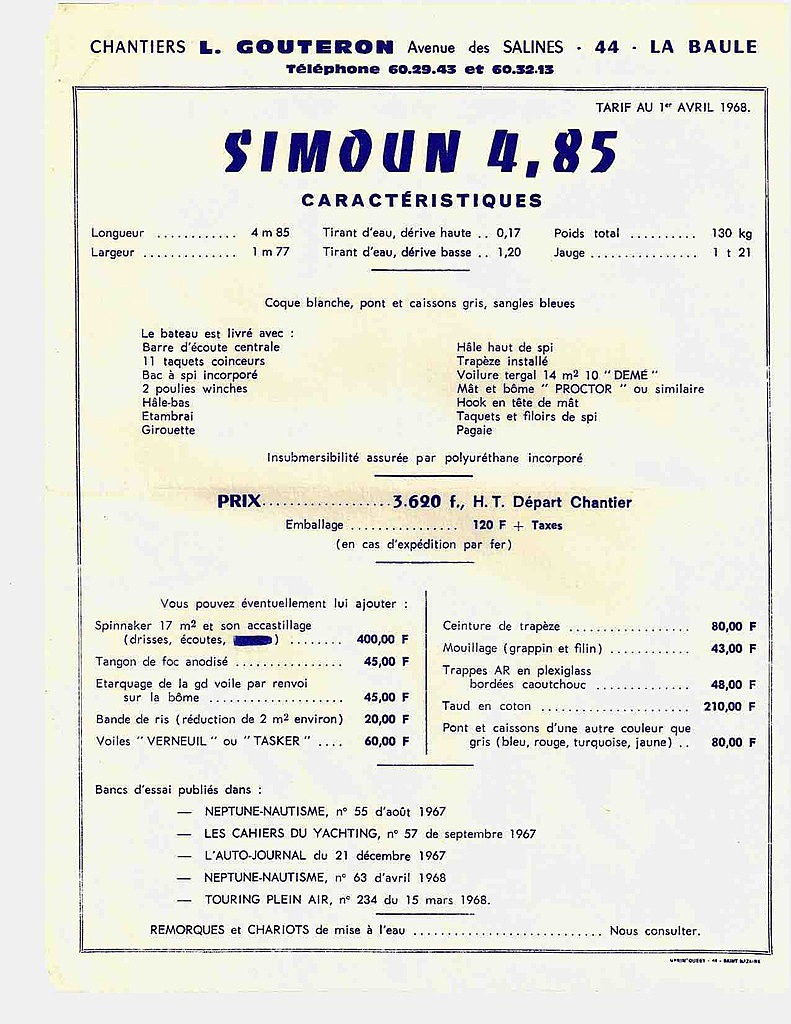 CHANTIERS L. GOUTERON Avenue des SALINES - 44 - LA BAULE
Téléphone 60.29.43 et 60.32.13
TARIF AU 1er AVRIL 1968.
SIMOUN 4,85
CARACTÉRISTIQUES
Longueur ............ 4 m 85 Tirant d'eau, dérive haute .. 0,17 Poids total .......... 130 kg
Largeur .............. 1 m 77 Tirant d'eau, dérive basse .. 1,20 Jauge ................ 1 t 21
Coque blanche, pont et caissons gris, sangles bleues
Le bateau est livré avec :
Barre d'écoute centrale
11 taquets coinceurs
Bac à spi incorporé
2 poulies winches
Hâle-bas
Etambrai
Girouette
Hâle haut de spi
Trapèze installé
Voilure tergal 14 m² 10 " DEMÉ "
Mât et bôme " PROCTOR " ou similaire
Hook en tête de mât
Taquets et filoirs de spi
Pagaie
Insubmersibilité assurée par polyuréthane incorporé
PRIX.................... 3.620 f., H. T. Départ Chantier
Emballage ................ 120 F + Taxes
(en cas d'expédition par fer)
Vous pouvez éventuellement lui ajouter :
Spinnaker 17 m² et son accastillage
(drisses, écoutes, ) ........ 400,00 F
Tangon de foc anodisé ................ 45,00 F
Etarquage de la gd voile par renvoi
sur la bôme .................... 45,00 F
Bande de ris (réduction de 2 m² environ) 20,00 F
Voiles " VERNEUIL " ou " TASKER " .... 60,00 F
Ceinture de trapèze .................. 80,00 F
Mouillage (grappin et filin) ............ 43,00 F
Trappes AR en plexiglass
bordées caoutchouc .............. 48,00 F
Taud en coton ...................... 210,00 F
Pont et caissons d'une autre couleur que
gris (bleu, rouge, turquoise, jaune) .. 80,00 F
Bancs d'essai publiés dans :
— NEPTUNE-NAUTISME, n° 55 d'août 1967
— LES CAHIERS DU YACHTING, n° 57 de septembre 1967
— L'AUTO-JOURNAL du 21 décembre 1967
— NEPTUNE-NAUTISME, n° 63 d'avril 1968
— TOURING PLEIN AIR, n° 234 du 15 mars 1968.
REMORQUES et CHARIOTS de mise à l'eau ............................ Nous consulter.
- 44 - SAINT NAZAIRE